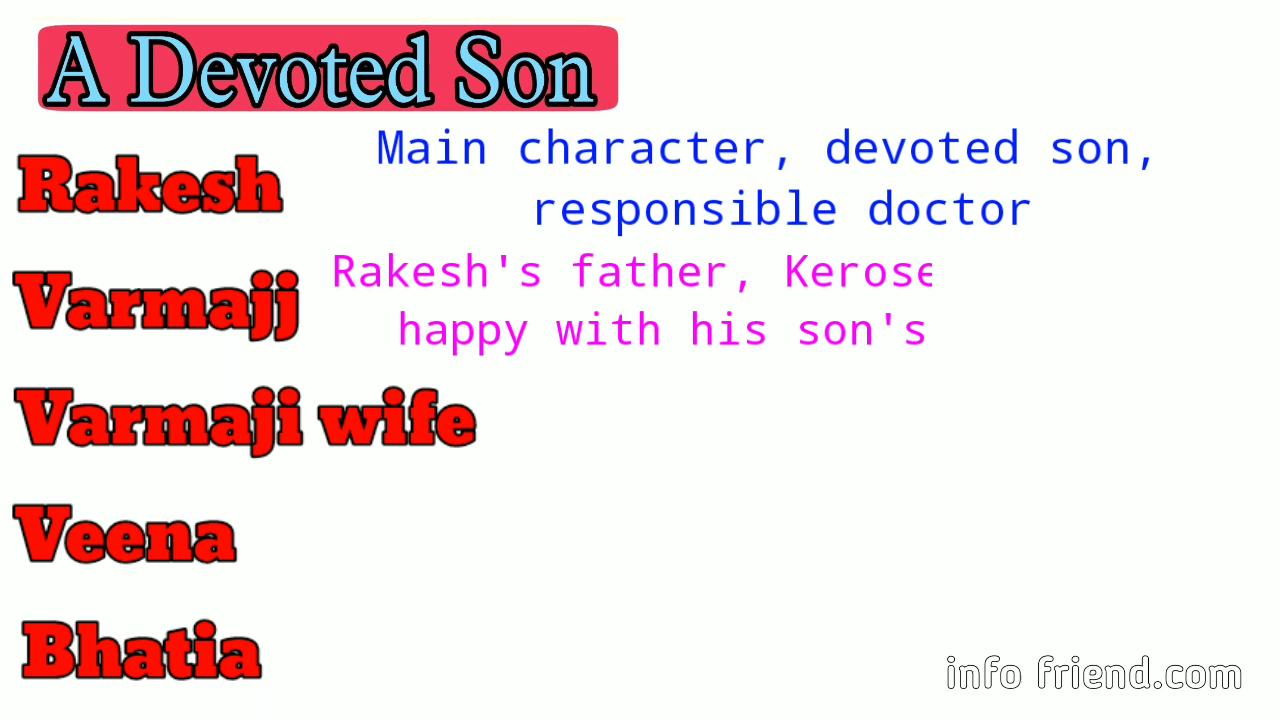 A Devoted Son
Rakesh
Main character, devoted son,
responsible doctor
Varmajj
Rakesh's father, Kerose
happy with his son's
Varmaji wife
Veena
Bhatia
info friend.com